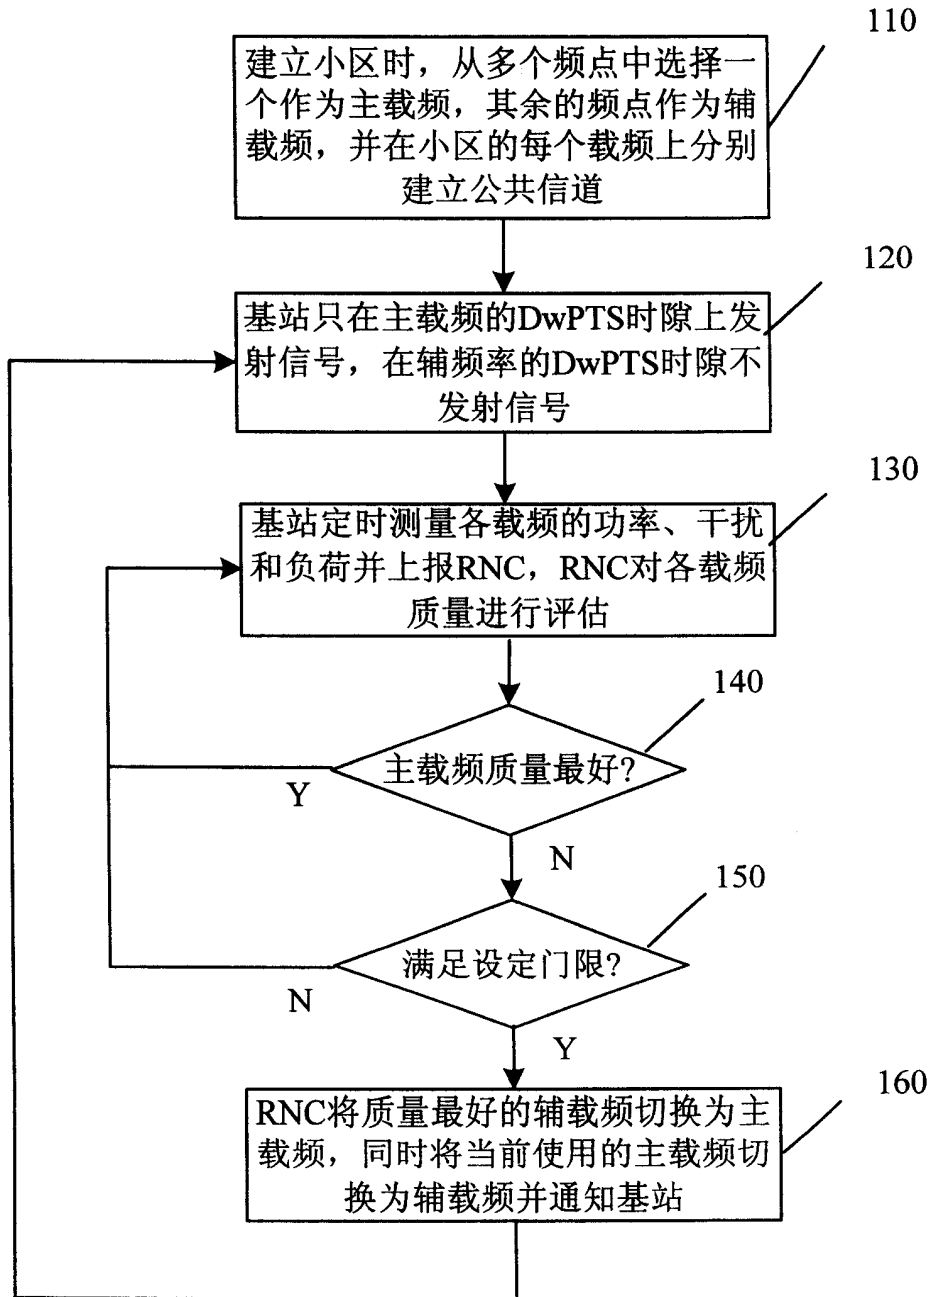 110
建立小区时，从多个频点中选择一
个作为主载频，其余的频点作为辅
载频，并在小区的每个载频上分别
建立公共信道
120
基站只在主载频的DwPTS时隙上发
射信号，在辅频率的DwPTS时隙不
发射信号
130
基站定时测量各载频的功率、干扰
和负荷并上报RNC，RNC对各载频
质量进行评估
140
主载频质量最好?
Y
N
150
满足设定门限?
N
Y
160
RNC将质量最好的辅载频切换为主
载频，同时将当前使用的主载频切
换为辅载频并通知基站